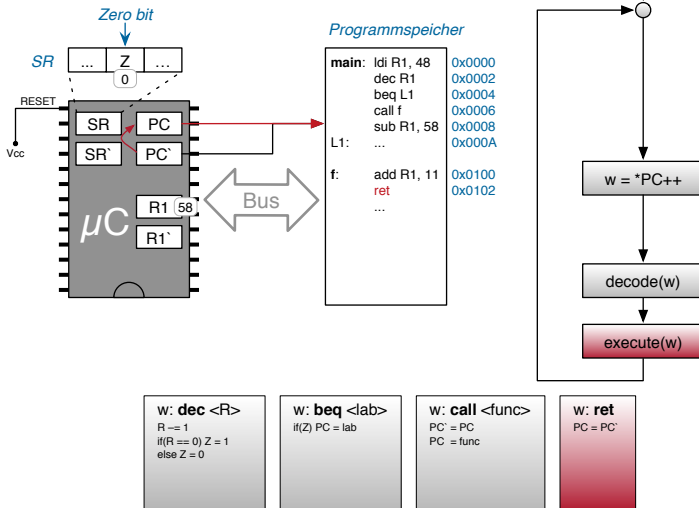 Zero bit
Programmspeicher
SR
... Z ...
0
RESET
Vcc
SR PC
SR` PC`
R1 58
R1`
µC
Bus
main: ldi R1, 48 0x0000
dec R1 0x0002
beq L1 0x0004
call f 0x0006
sub R1, 58 0x0008
L1: ... 0x000A
f: add R1, 11 0x0100
ret 0x0102
...
w = *PC++
decode(w)
execute(w)
w: dec <R>
R -= 1
if(R == 0) Z = 1
else Z = 0
w: beq <lab>
if(Z) PC = lab
w: call <func>
PC` = PC
PC = func
w: ret
PC = PC`